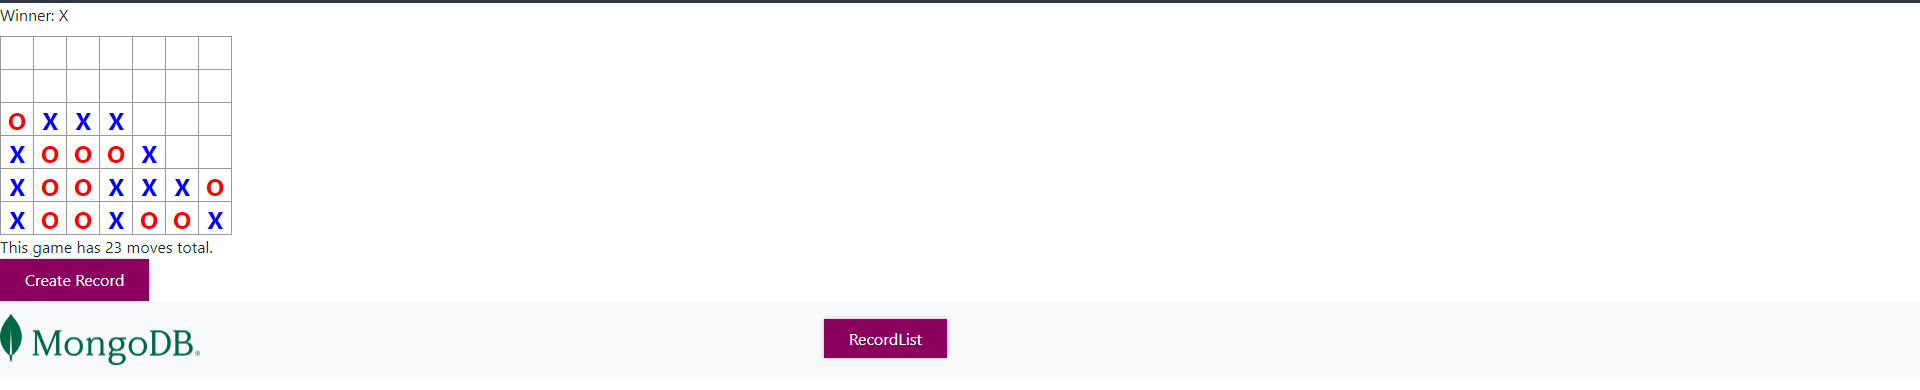 Winner: X
O X X X
X O O O X
X O O X X X O
X O O X O O X
This game has 23 moves total.
Create Record
MongoDB® RecordList